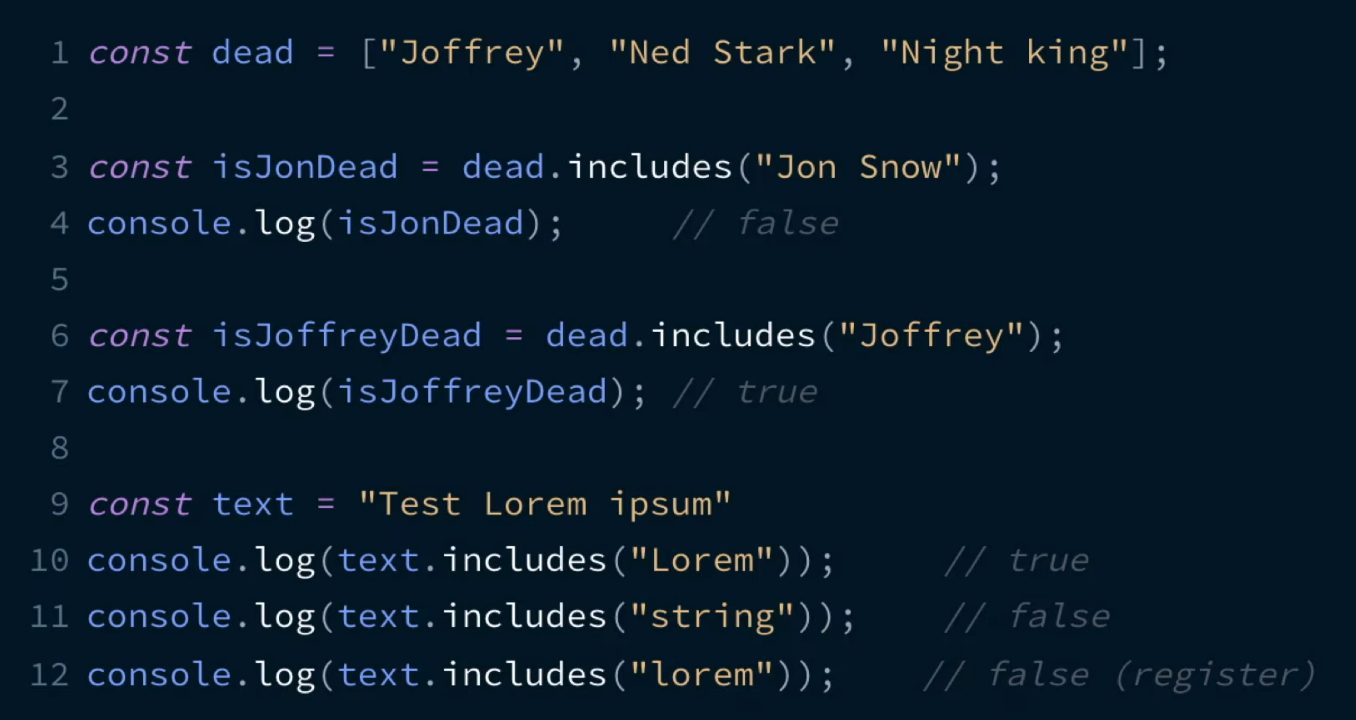 1 const dead = ["Joffrey", "Ned Stark", "Night king"];
2
3 const isJonDead = dead.includes("Jon Snow");
4 console.log(isJonDead);     // false
5
6 const isJoffreyDead = dead.includes("Joffrey");
7 console.log(isJoffreyDead); // true
8
9 const text = "Test Lorem ipsum"
10 console.log(text.includes("Lorem"));     // true
11 console.log(text.includes("string"));    // false
12 console.log(text.includes("lorem"));    // false (register)